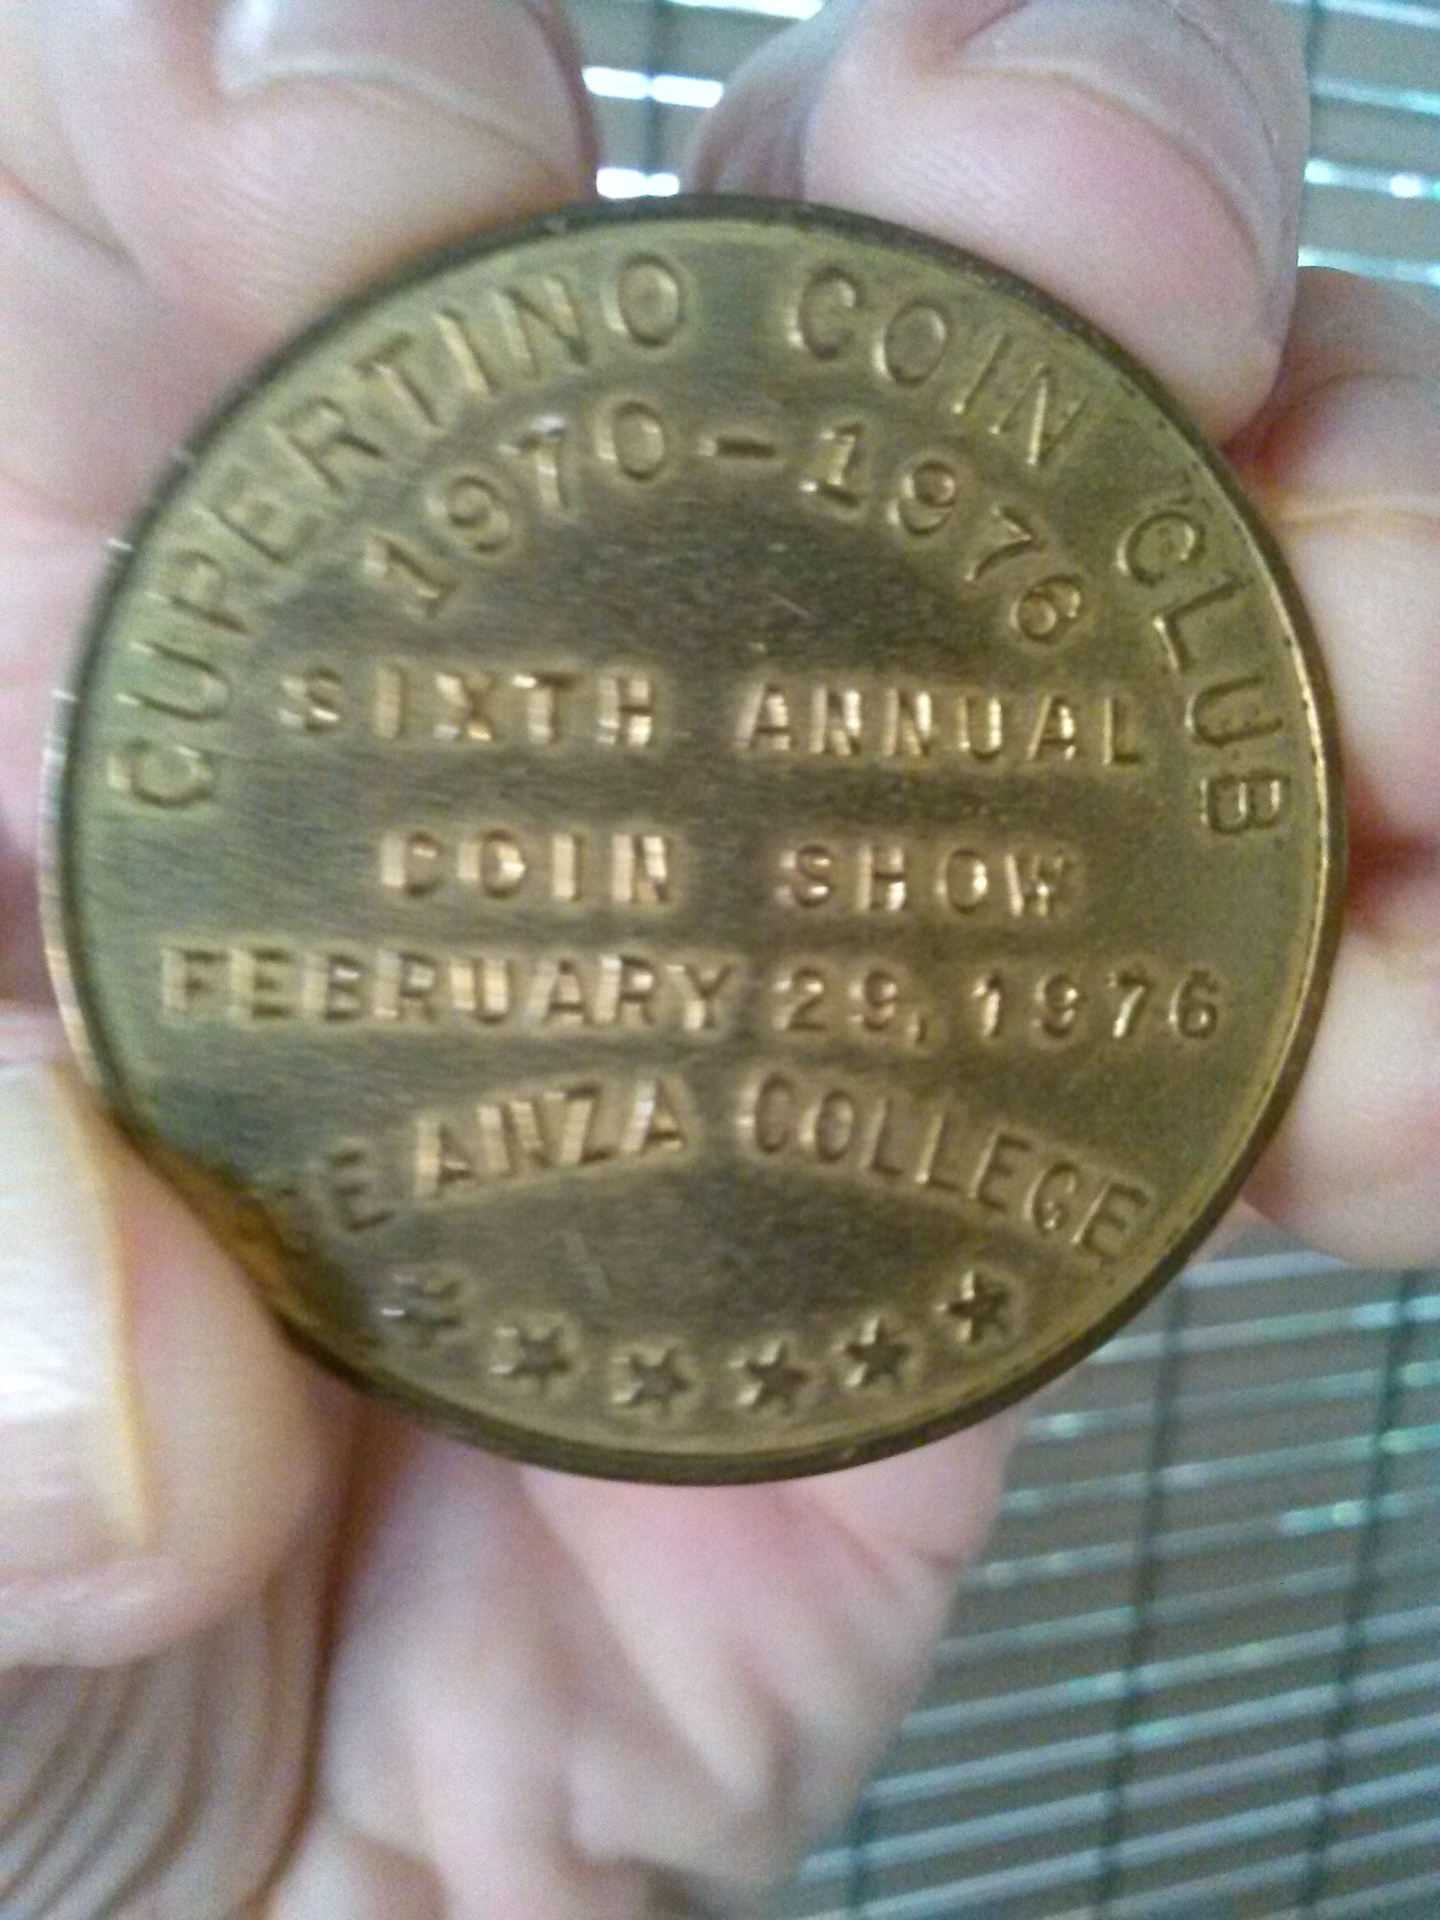 CUPERTINO COIN CLUB
1970-1976
SIXTH ANNUAL
COIN SHOW
FEBRUARY 29, 1976
DE ANZA COLLEGE